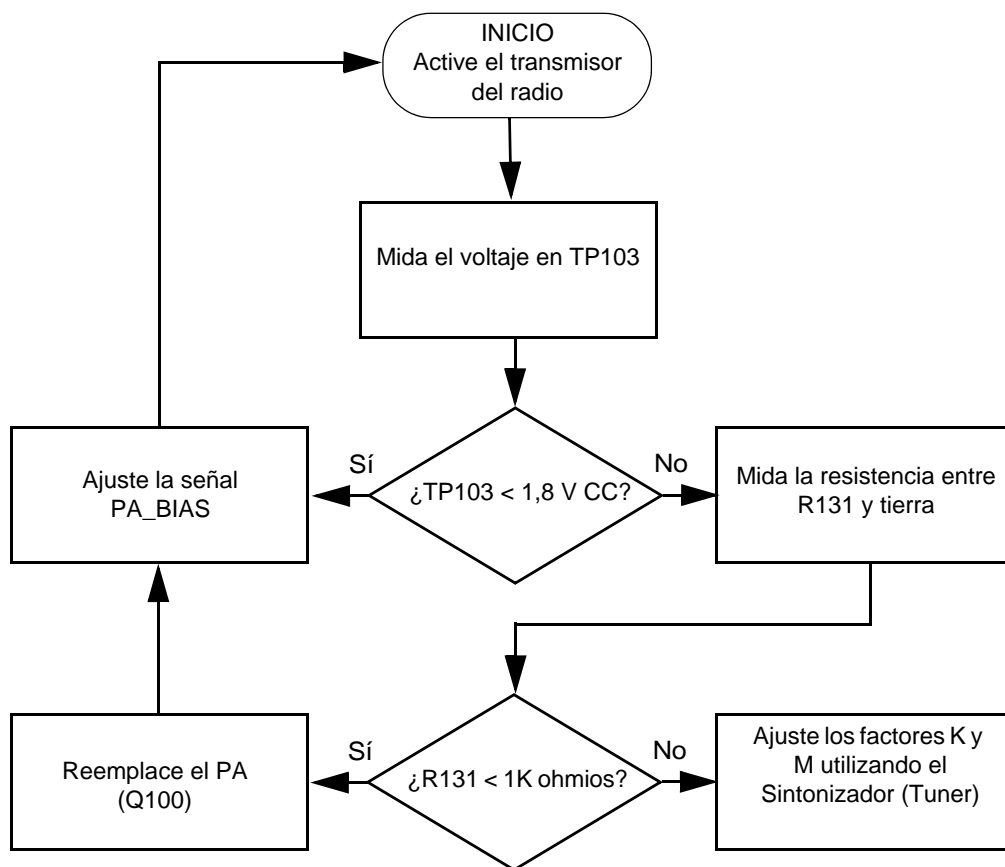 INICIO
Active el transmisor
del radio
Mida el voltaje en TP103
¿TP103 < 1,8 V CC?
Sí
No
Ajuste la señal
PA_BIAS
Mida la resistencia entre
R131 y tierra
¿R131 < 1K ohmios?
Sí
No
Reemplace el PA
(Q100)
Ajuste los factores K y
M utilizando el
Sintonizador (Tuner)